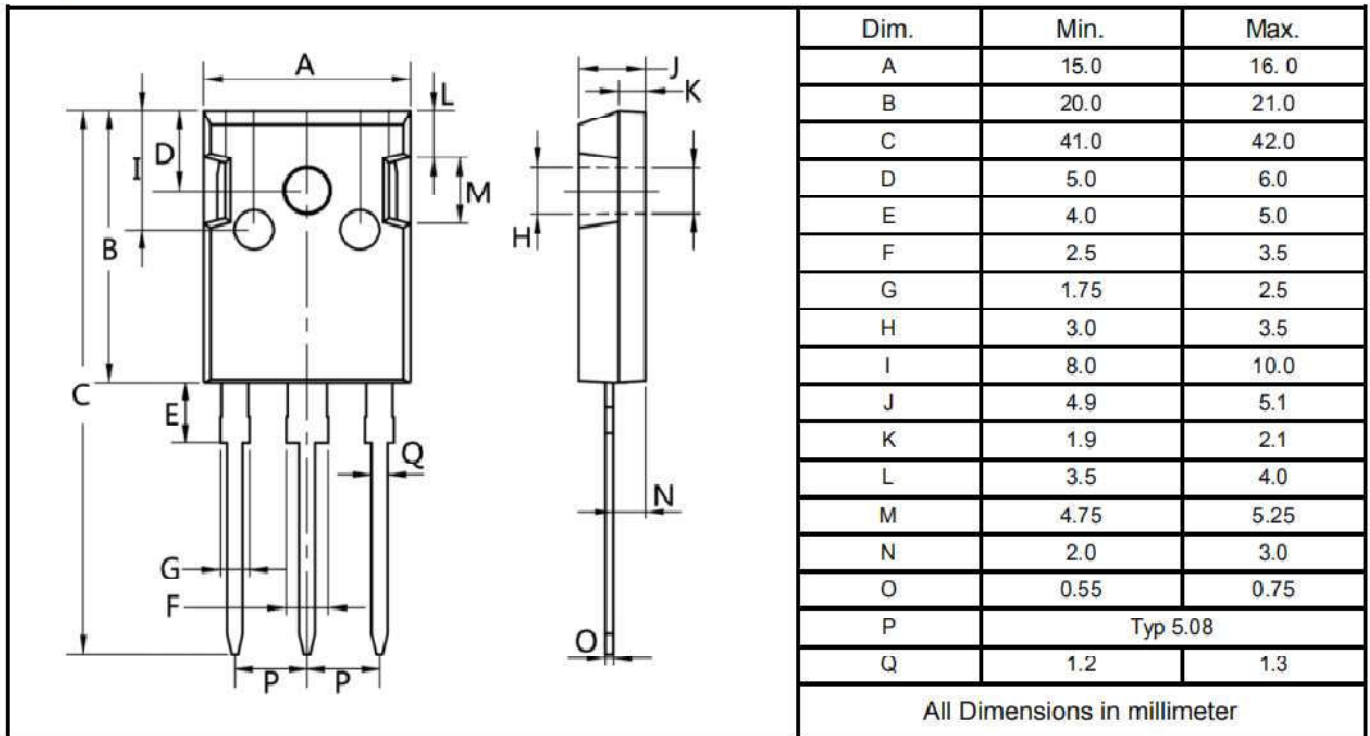 A
L
D
I
M
B
C
E
Q
G
F
P P
J
K
H
N
O
Dim. Min. Max.
A 15.0 16. 0
B 20.0 21.0
C 41.0 42.0
D 5.0 6.0
E 4.0 5.0
F 2.5 3.5
G 1.75 2.5
H 3.0 3.5
I 8.0 10.0
J 4.9 5.1
K 1.9 2.1
L 3.5 4.0
M 4.75 5.25
N 2.0 3.0
O 0.55 0.75
P Typ 5.08
Q 1.2 1.3
All Dimensions in millimeter